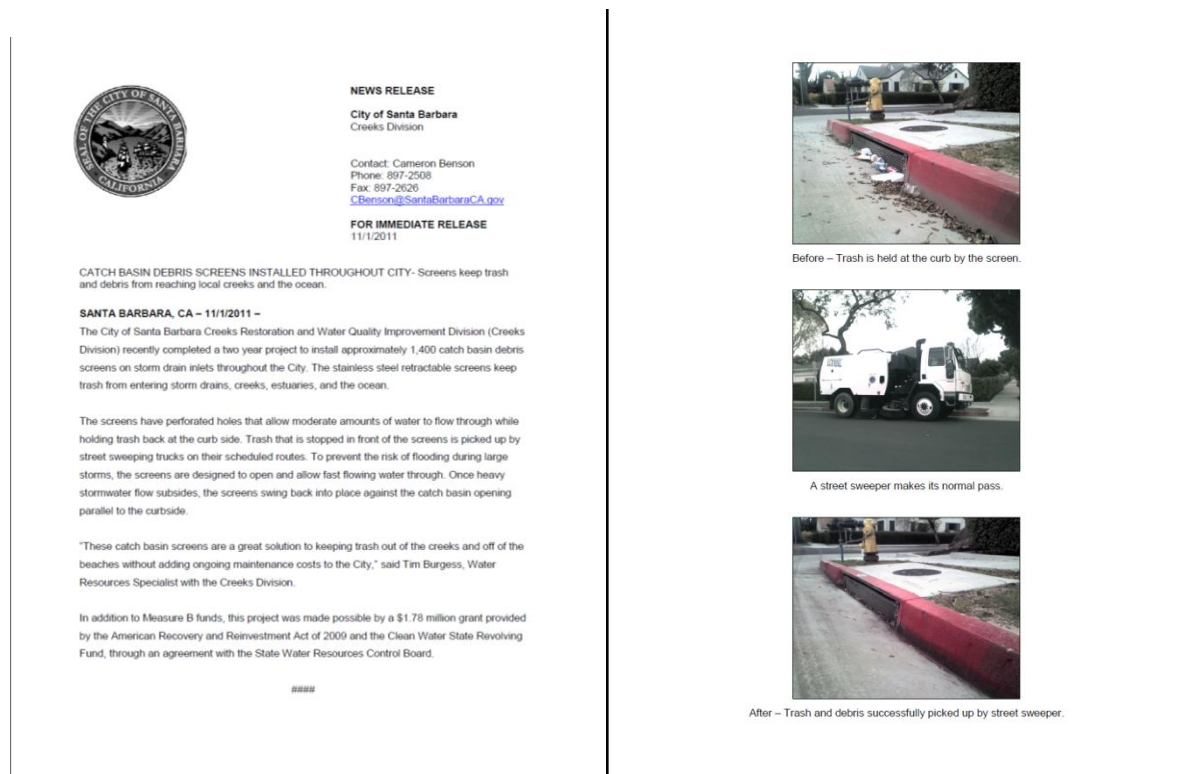 SEAL OF THE CITY OF SANTA BARBARA
CALIFORNIA
NEWS RELEASE
City of Santa Barbara
Creeks Division
Contact: Cameron Benson
Phone: 897-2508
Fax: 897-2626
CBenson@SantaBarbaraCA.gov
FOR IMMEDIATE RELEASE
11/1/2011
CATCH BASIN DEBRIS SCREENS INSTALLED THROUGHOUT CITY- Screens keep trash
and debris from reaching local creeks and the ocean.
SANTA BARBARA, CA – 11/1/2011 –
The City of Santa Barbara Creeks Restoration and Water Quality Improvement Division (Creeks
Division) recently completed a two year project to install approximately 1,400 catch basin debris
screens on storm drain inlets throughout the City. The stainless steel retractable screens keep
trash from entering storm drains, creeks, estuaries, and the ocean.
The screens have perforated holes that allow moderate amounts of water to flow through while
holding trash back at the curb side. Trash that is stopped in front of the screens is picked up by
street sweeping trucks on their scheduled routes. To prevent the risk of flooding during large
storms, the screens are designed to open and allow fast flowing water through. Once heavy
stormwater flow subsides, the screens swing back into place against the catch basin opening
parallel to the curbside.
“These catch basin screens are a great solution to keeping trash out of the creeks and off of the
beaches without adding ongoing maintenance costs to the City,” said Tim Burgess, Water
Resources Specialist with the Creeks Division.
In addition to Measure B funds, this project was made possible by a $1.78 million grant provided
by the American Recovery and Reinvestment Act of 2009 and the Clean Water State Revolving
Fund, through an agreement with the State Water Resources Control Board.
####
Before – Trash is held at the curb by the screen.
A street sweeper makes its normal pass.
After – Trash and debris successfully picked up by street sweeper.